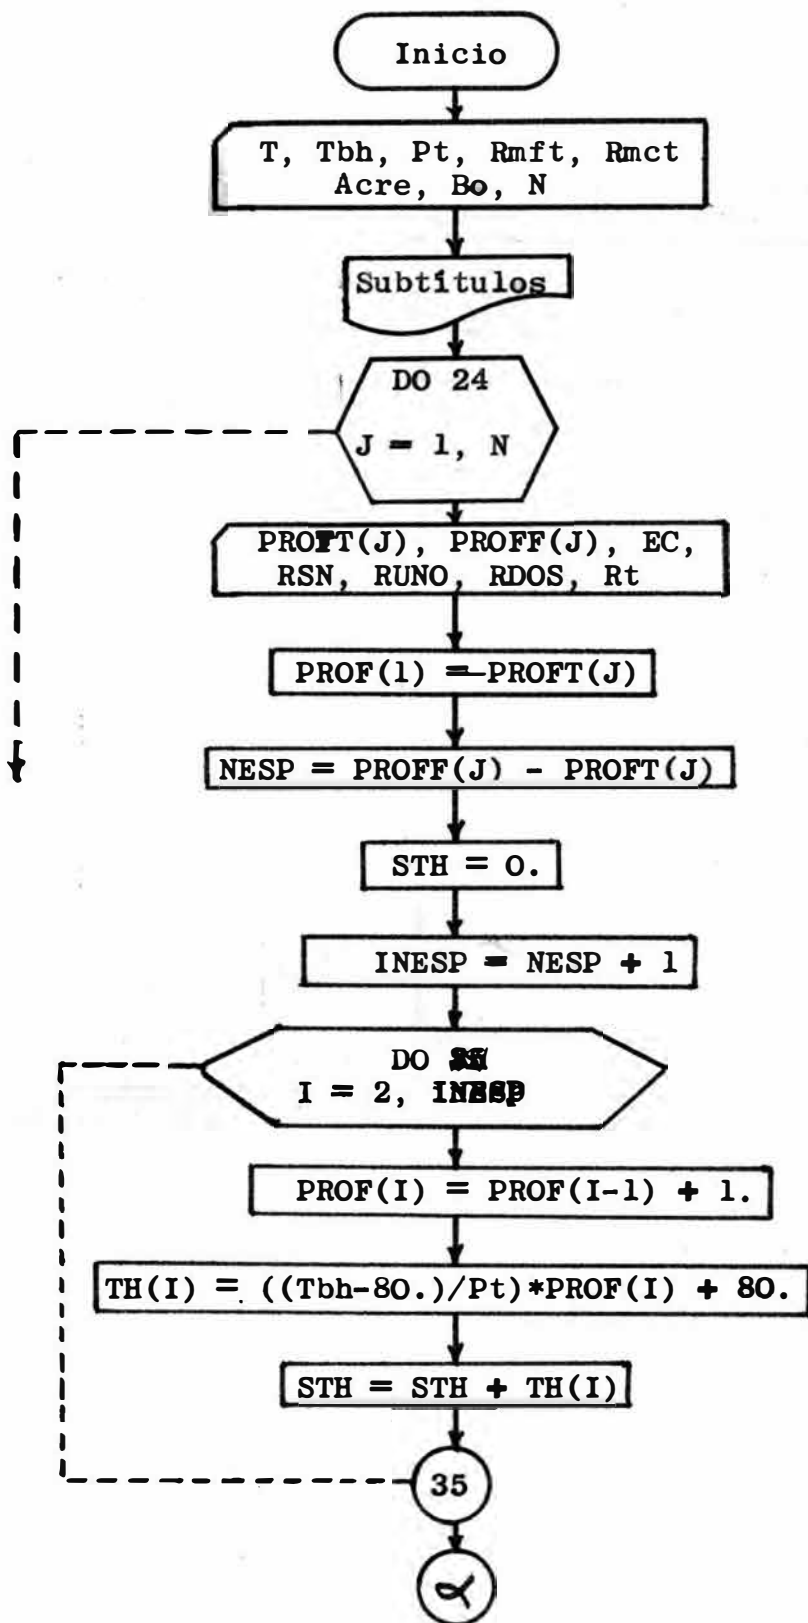 Inicio
T, Tbh, Pt, Rmft, Rmct
Acre, Bo, N
Subtítulos
DO 24
J = 1, N
PROFT(J), PROFF(J), EC,
RSN, RUNO, RDOS, Rt
PROF(1) = PROFT(J)
NESP = PROFF(J) - PROFT(J)
STH = 0.
INESP = NESP + 1
DO
I = 2, INESP
PROF(I) = PROF(I-1) + 1.
TH(I) = ((Tbh-80.)/Pt)*PROF(I) + 80.
STH = STH + TH(I)
35